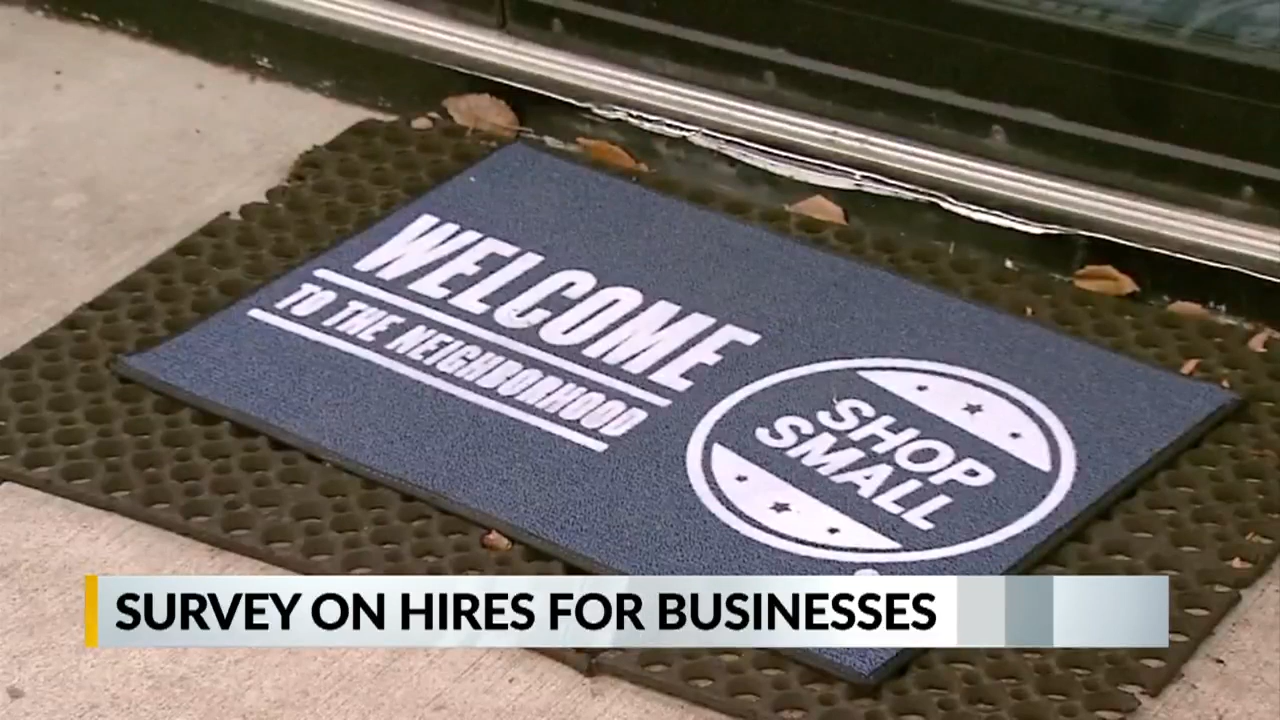 WELCOME
TO THE NEIGHBORHOOD
SHOP
SMALL
SURVEY ON HIRES FOR BUSINESSES